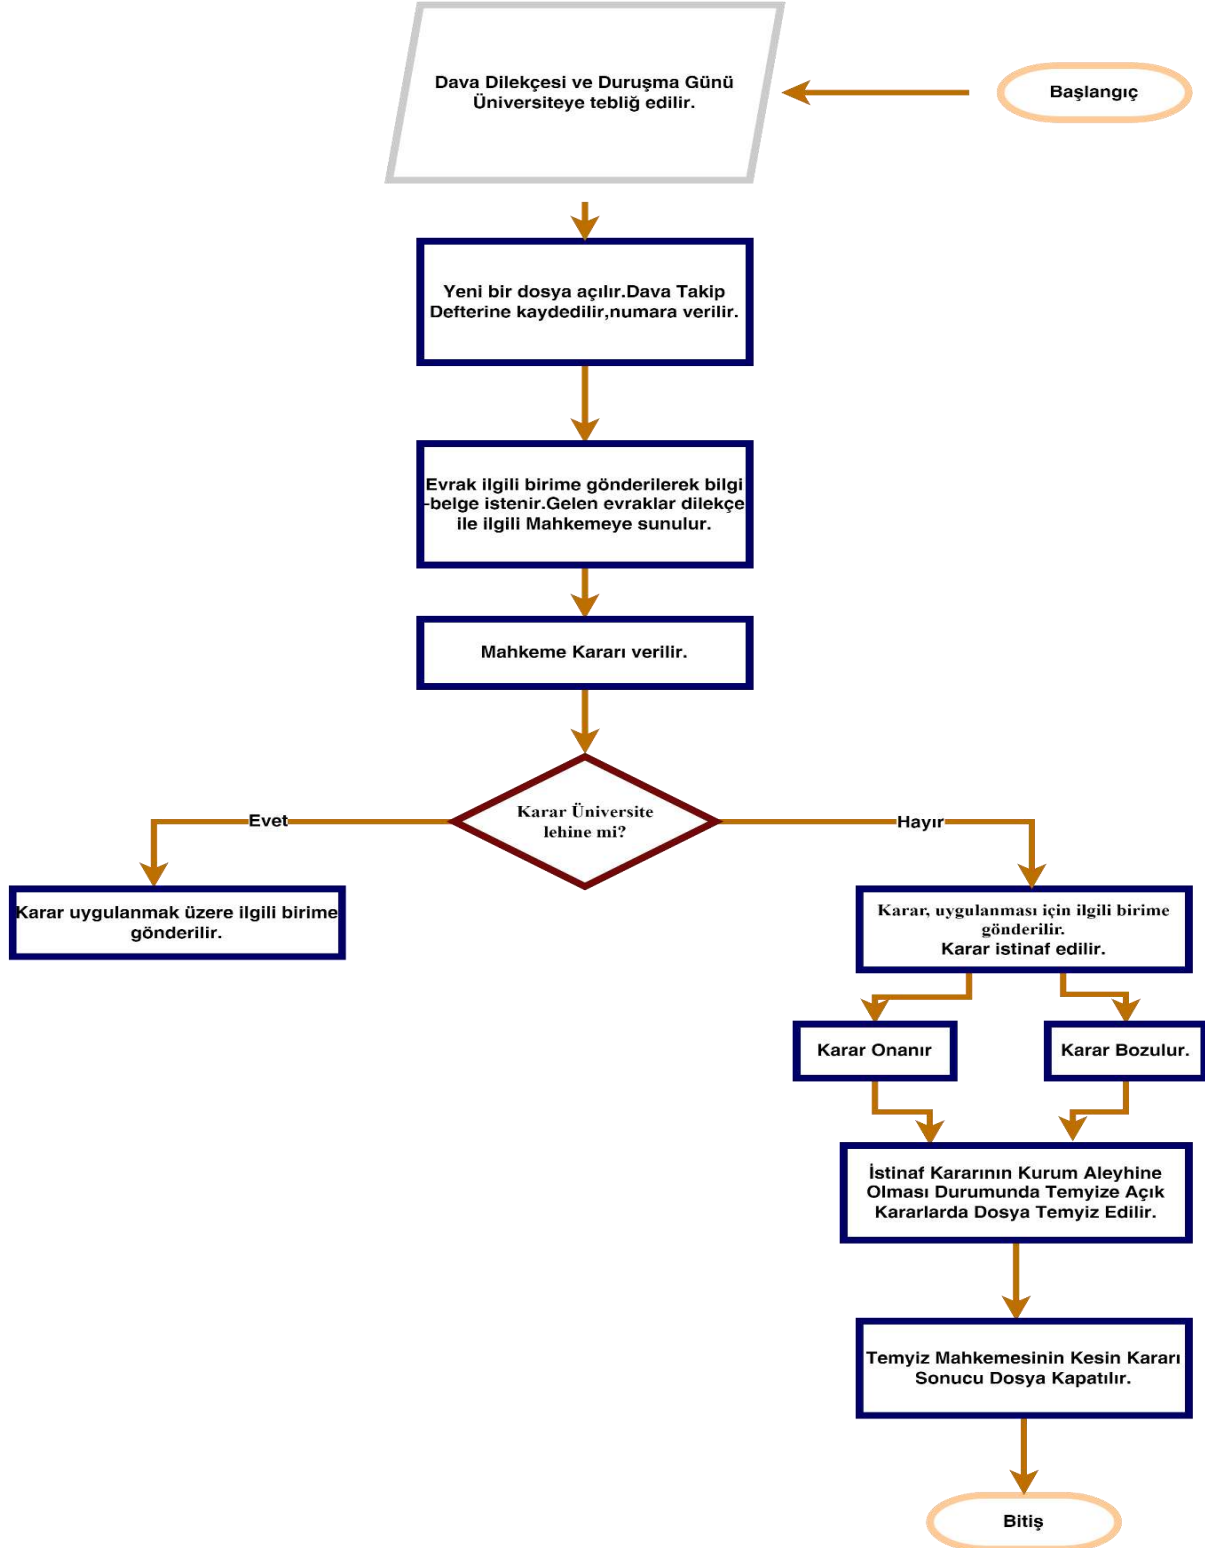 Dava Dilekçesi ve Duruşma Günü
Üniversiteye tebliğ edilir.
Başlangıç
Yeni bir dosya açılır.Dava Takip
Defterine kaydedilir,numara verilir.
Evrak ilgili birime gönderilerek bilgi
-belge istenir.Gelen evraklar dilekçe
ile ilgili Mahkemeye sunulur.
Mahkeme Kararı verilir.
Karar Üniversite
lehine mi?
Evet
Hayır
Karar uygulanmak üzere ilgili birime
gönderilir.
Karar, uygulanması için ilgili birime
gönderilir.
Karar istinaf edilir.
Karar Onanır
Karar Bozulur.
İstinaf Kararının Kurum Aleyhine
Olması Durumunda Temyize Açık
Kararlarda Dosya Temyiz Edilir.
Temyiz Mahkemesinin Kesin Kararı
Sonucu Dosya Kapatılır.
Bitiş